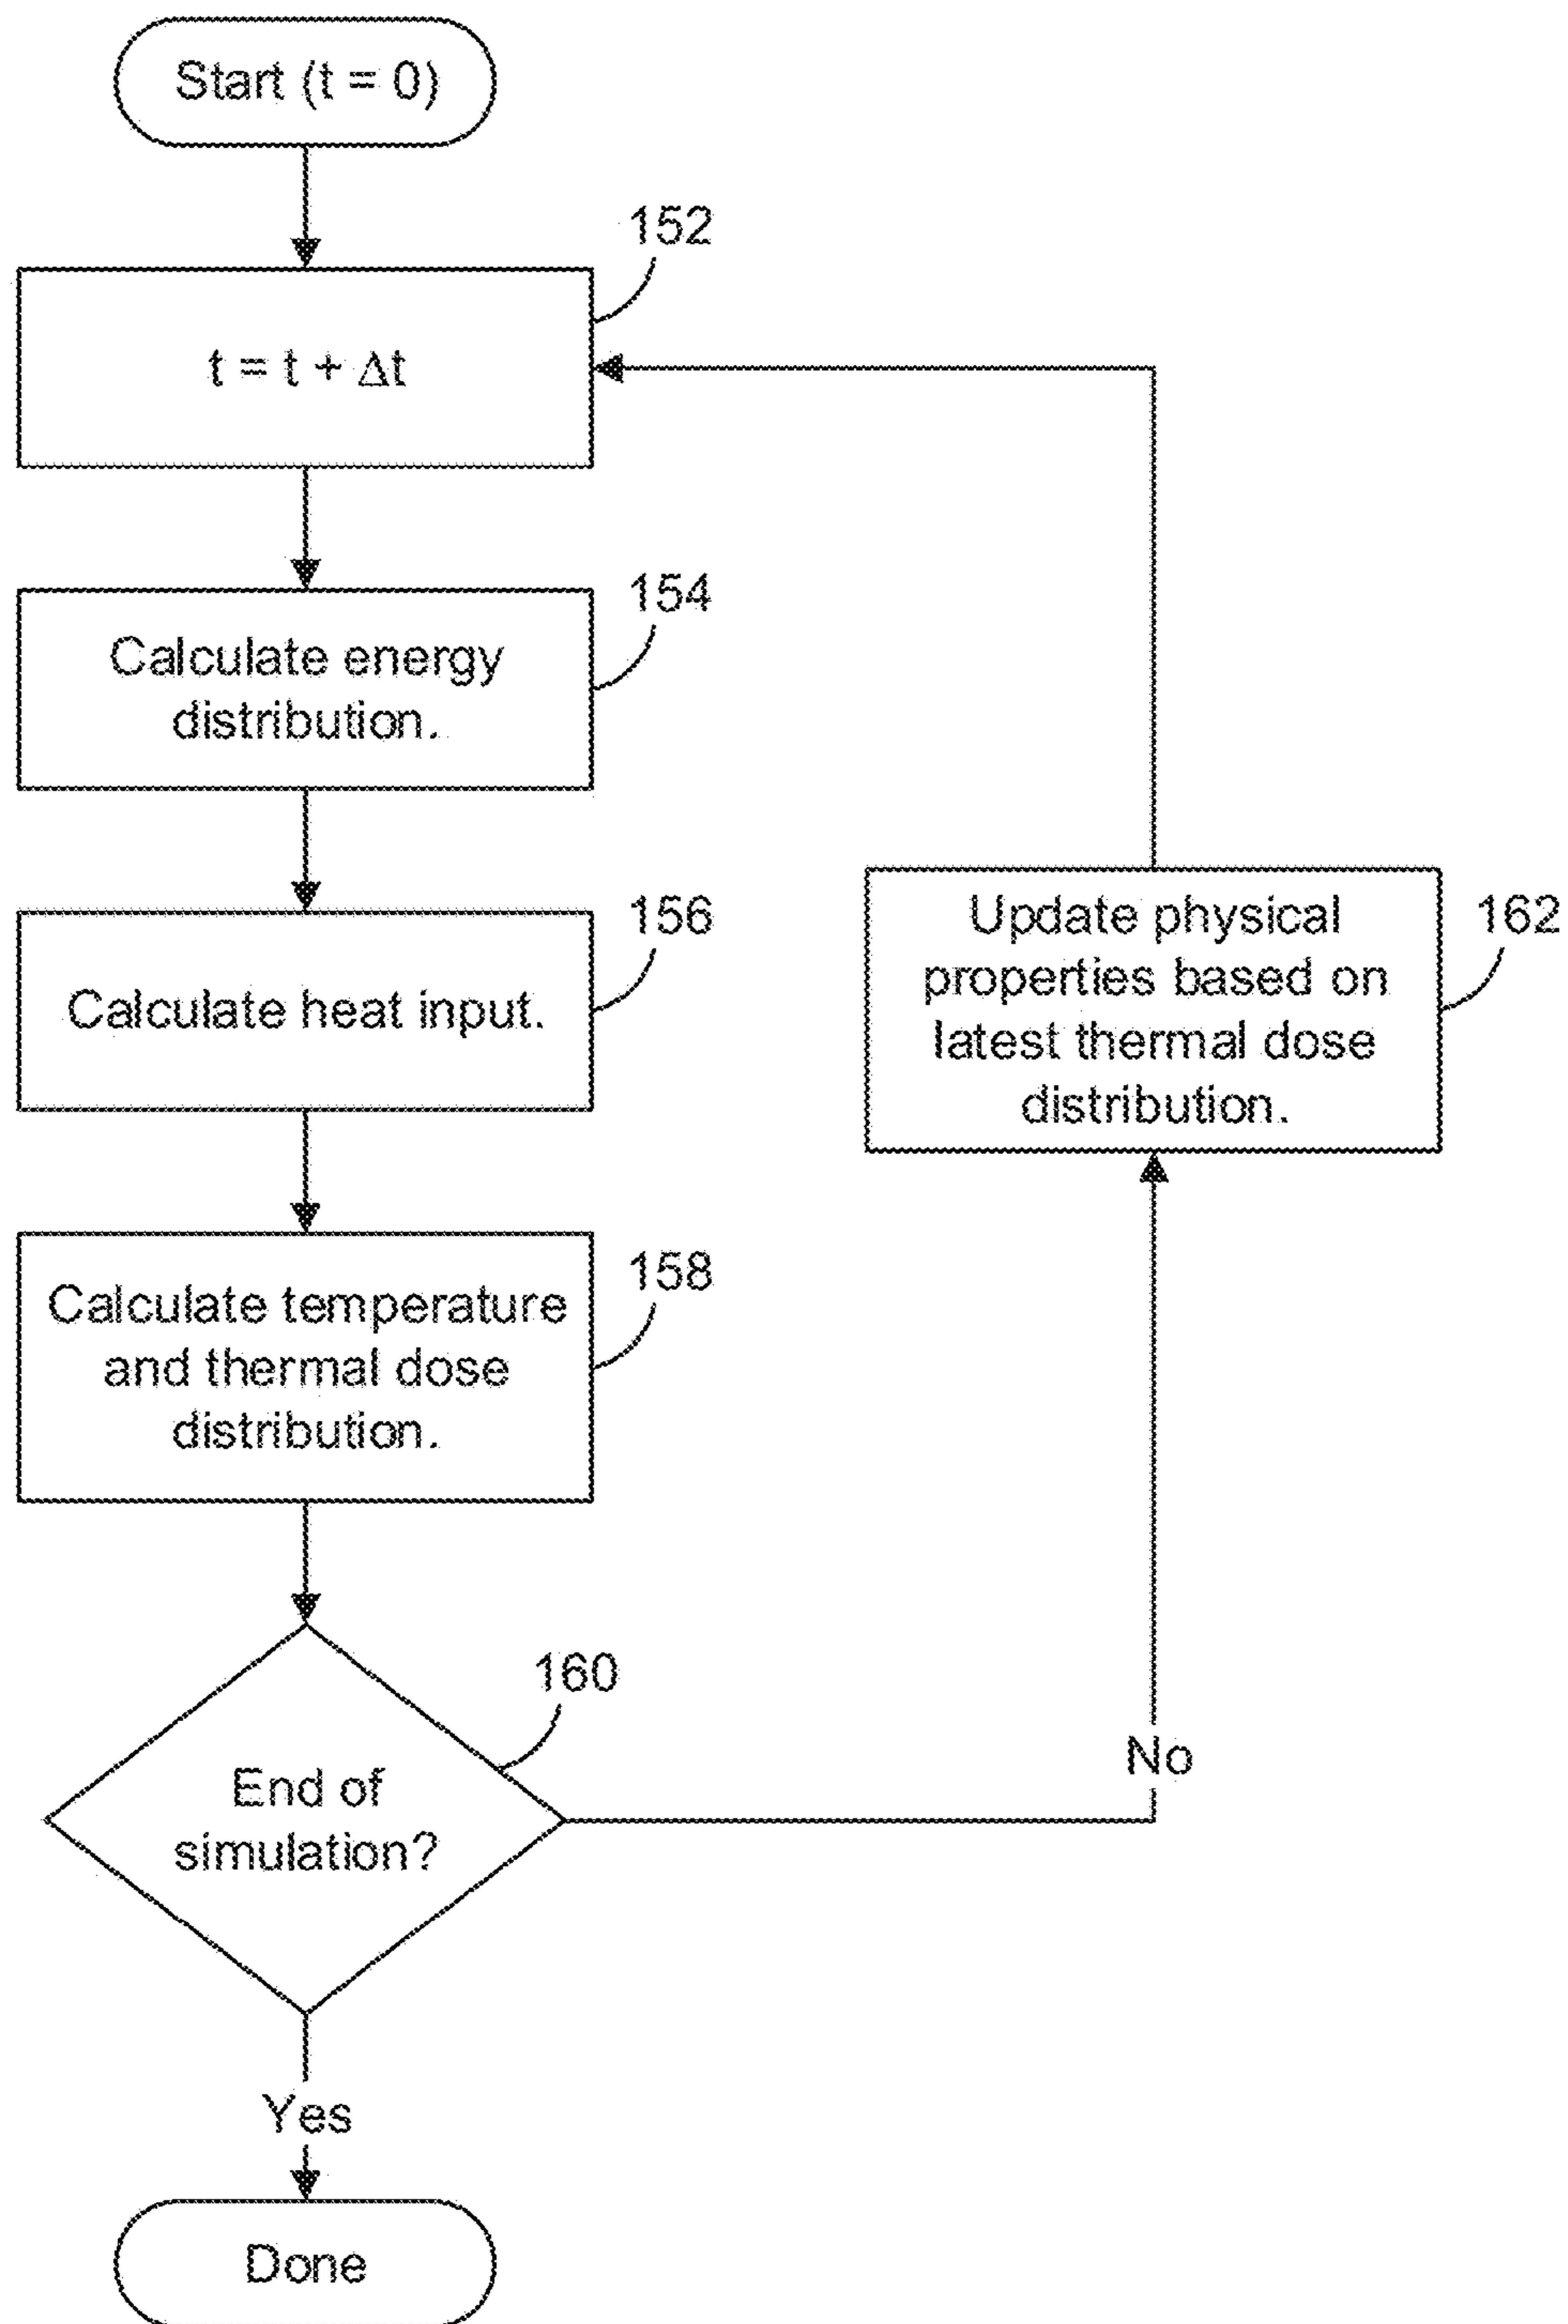 Start (t = 0)
152
t = t + Δt
154
Calculate energy
distribution.
156
Calculate heat input.
162
Update physical
properties based on
latest thermal dose
distribution.
158
Calculate temperature
and thermal dose
distribution.
160
End of
simulation?
No
Yes
Done